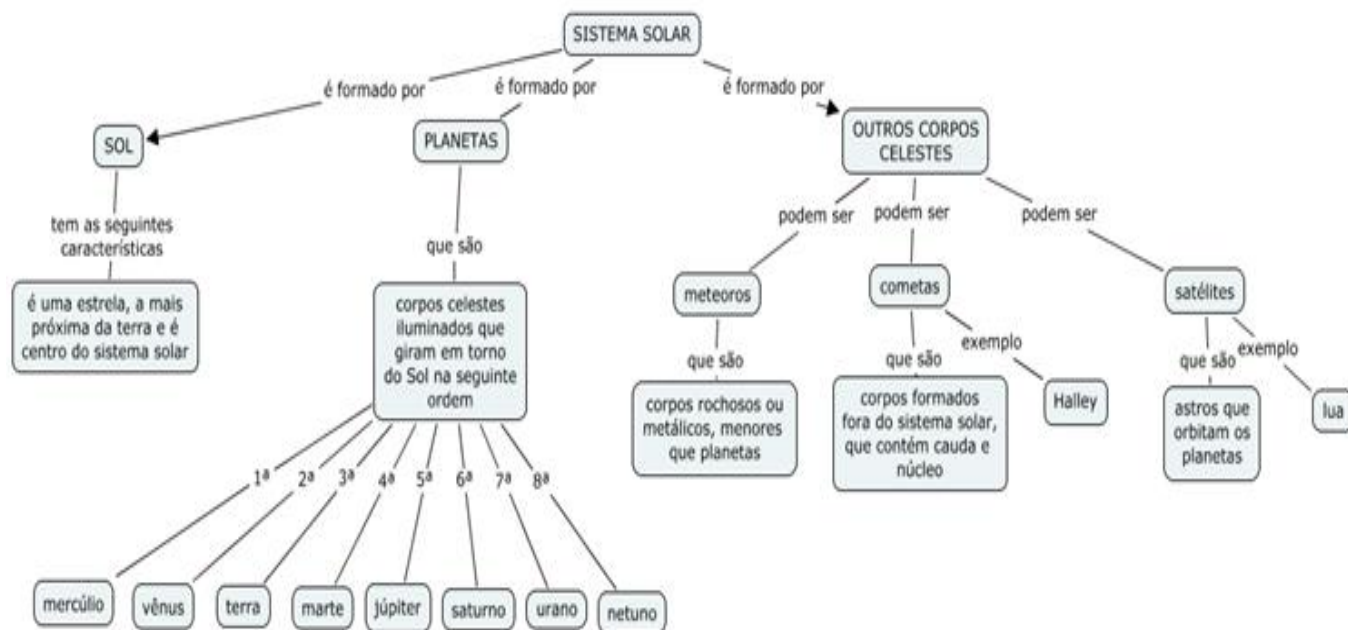 SISTEMA SOLAR
é formado por
é formado por
é formado por
SOL
PLANETAS
OUTROS CORPOS
CELESTES
tem as seguintes
característícas
que são
podem ser
podem ser
podem ser
é uma estrela, a mais
próxima da terra e é
centro do sistema solar
corpos celestes
iluminados que
giram em torno
do Sol na seguinte
ordem
meteoros
cometas
satélites
que são
que são
exemplo
que são
exemplo
corpos rochosos ou
metálicos, menores
que planetas
corpos formados
fora do sistema solar,
que contém cauda e
núcleo
Halley
astros que
orbitam os
planetas
lua
1ª
2ª
3ª
4ª
5ª
6ª
7ª
8ª
mercúlio
vênus
terra
marte
júpiter
saturno
urano
netuno